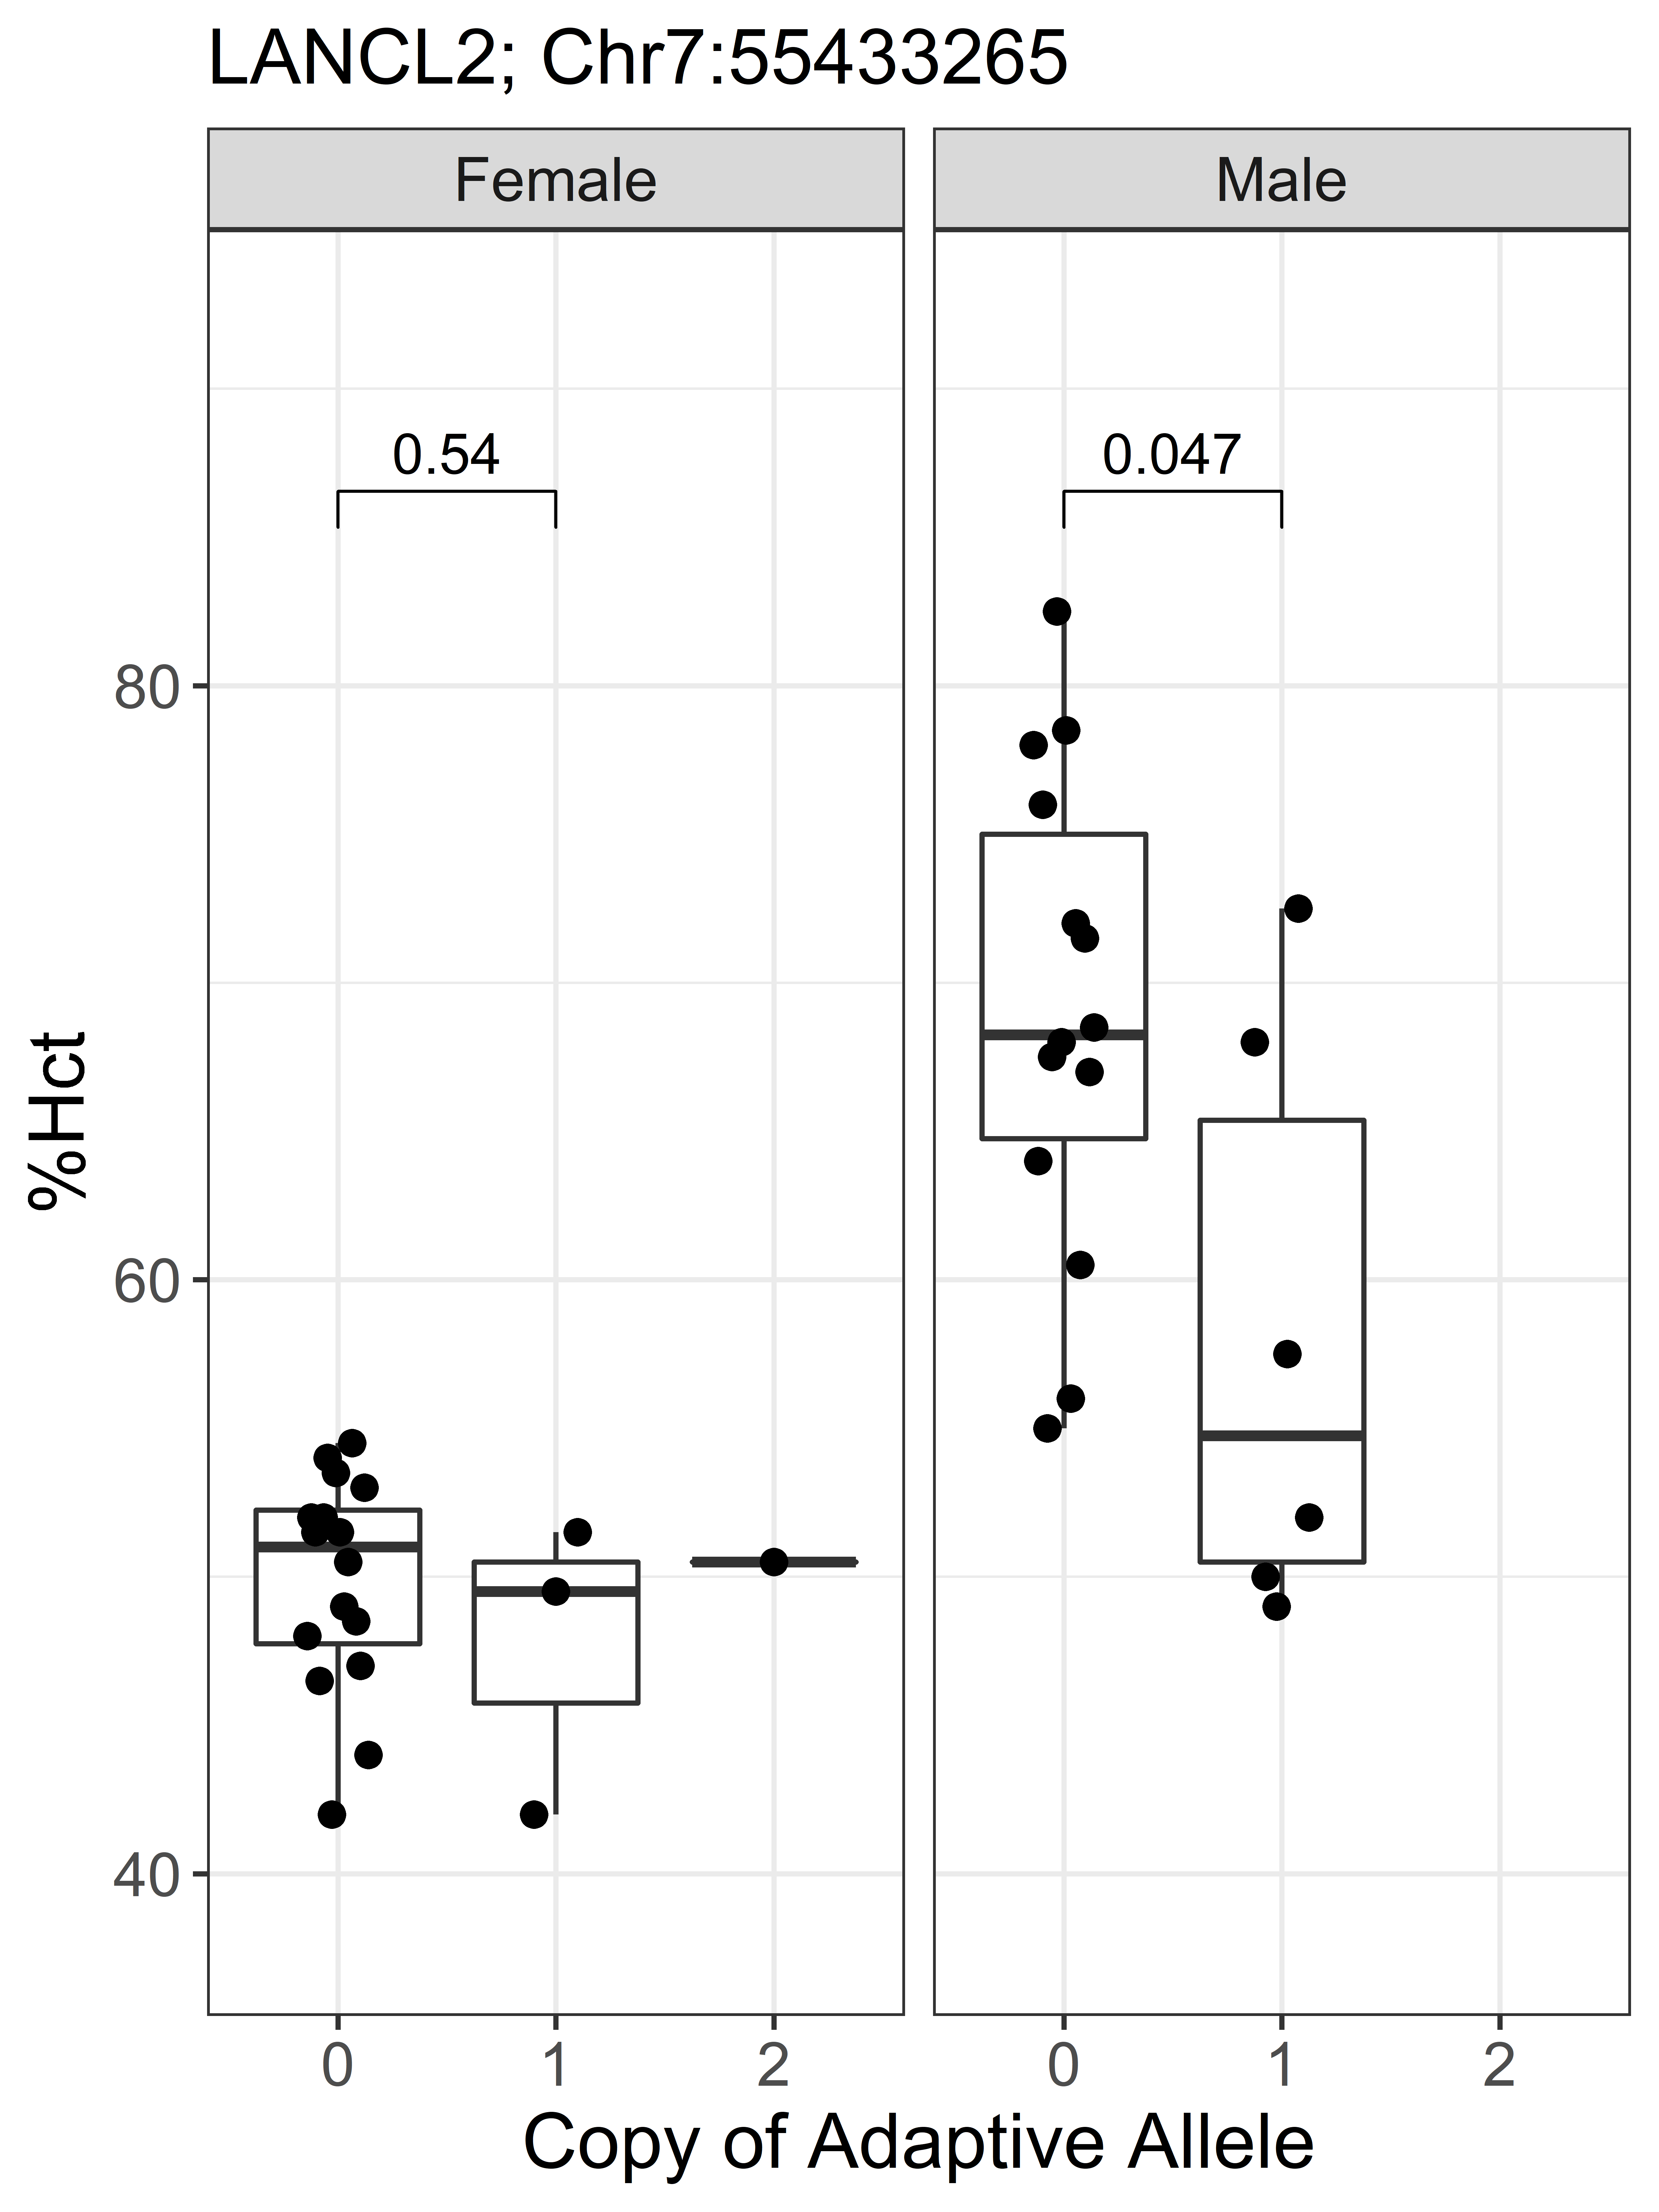 LANCL2; Chr7:55433265
Female
Male
0.54
0.047
80
60
40
%Hct
0 1 2
0 1 2
Copy of Adaptive Allele